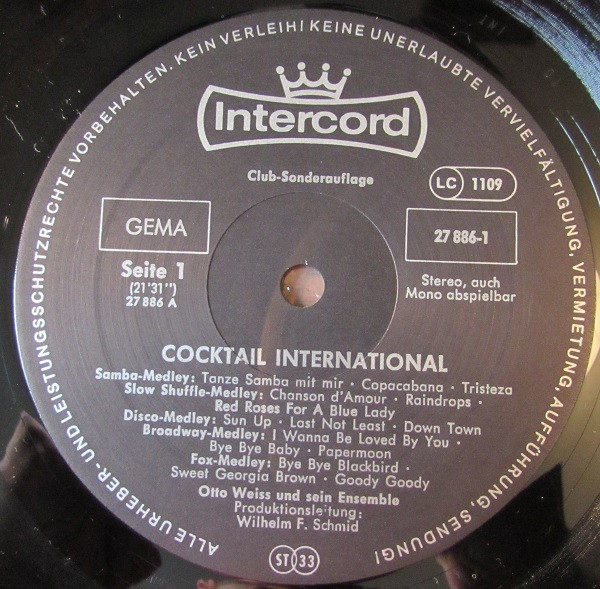 ALLE URHEBER- UND LEISTUNGSSCHUTZRECHTE VORBEHALTEN. KEIN VERLEIH! KEINE UNERLAUBTE VERVIELFÄLTIGUNG, VERMIETUNG, AUFFÜHRUNG, SENDUNG!
Intercord
Club-Sonderauflage
LC 1109
GEMA
27 886-1
Seite 1
(21'31")
27 886 A
Stereo, auch
Mono abspielbar
COCKTAIL INTERNATIONAL
Samba-Medley: Tanze Samba mit mir · Copacabana · Tristeza
Slow Shuffle-Medley: Chanson d'Amour · Raindrops ·
Red Roses For A Blue Lady
Disco-Medley: Sun Up · Last Not Least · Down Town
Broadway-Medley: I Wanna Be Loved By You ·
Bye Bye Baby · Papermoon
Fox-Medley: Bye Bye Blackbird ·
Sweet Georgia Brown · Goody Goody
Otto Weiss und sein Ensemble
Produktionsleitung:
Wilhelm F. Schmid
ST 33